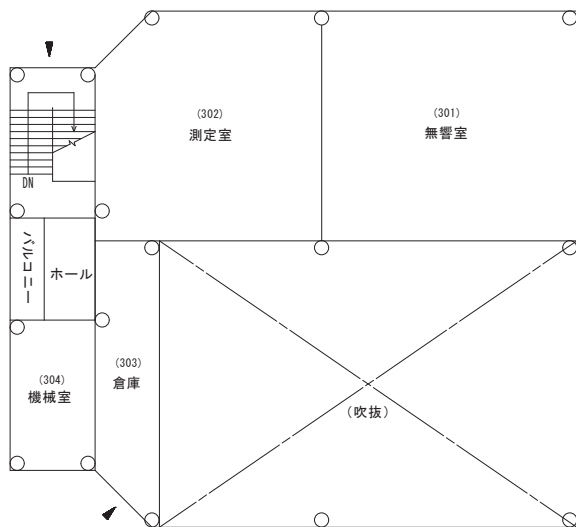 (302)
測定室
(301)
無響室
DN
バルコニー
ホール
(303)
倉庫
(304)
機械室
(吹抜)